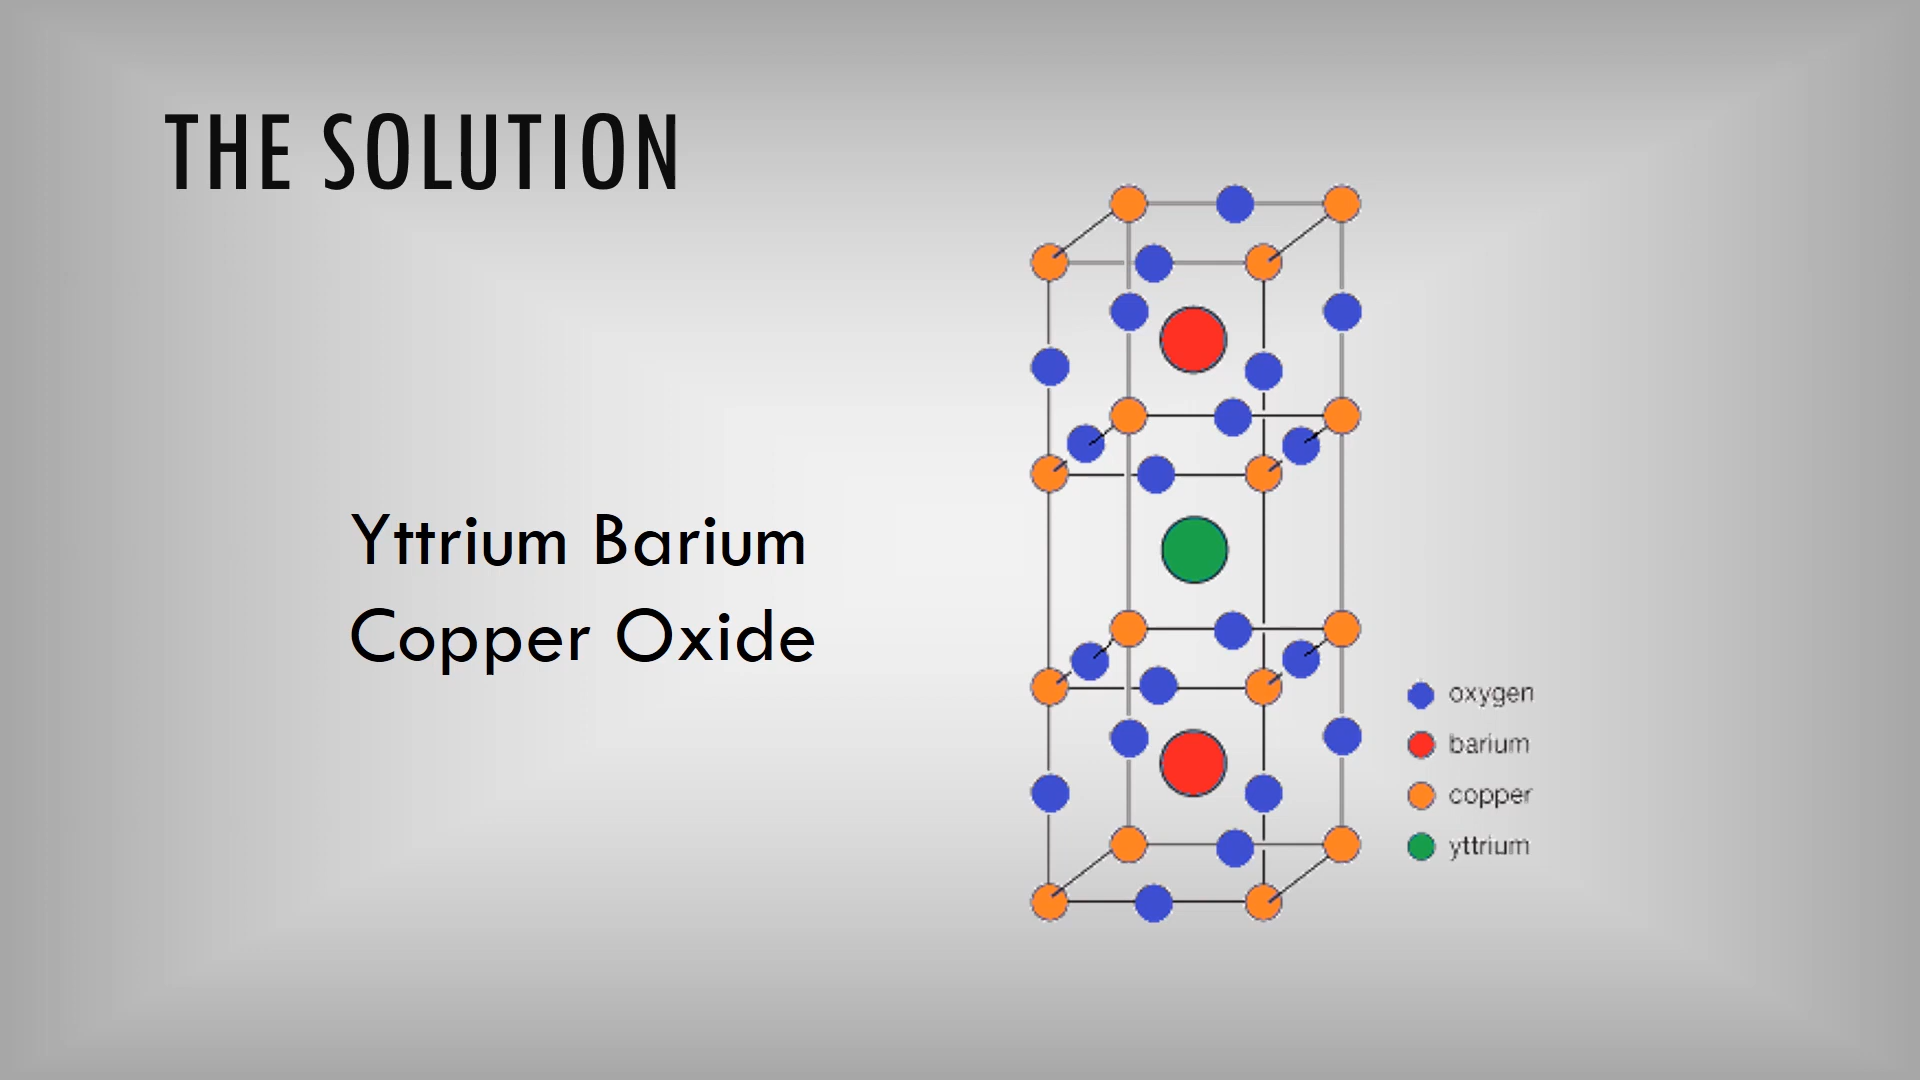 THE SOLUTION
Yttrium Barium
Copper Oxide
oxygen
barium
copper
yttrium